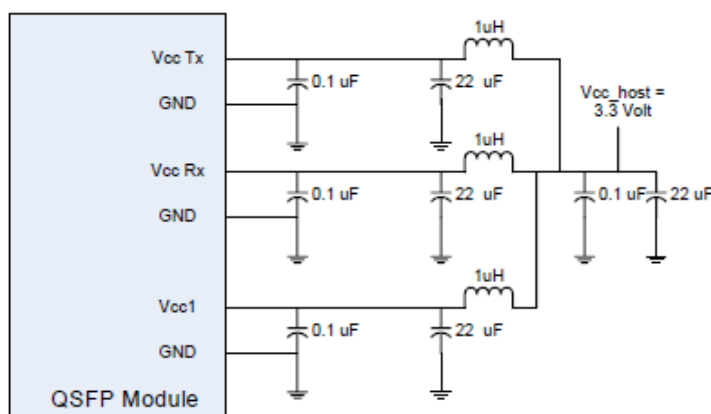 1uH
Vcc Tx
0.1 uF
22 uF
GND
Vcc_host =
3.3 Volt
1uH
Vcc Rx
0.1 uF
22 uF
0.1 uF
22 uF
GND
1uH
Vcc1
0.1 uF
22 uF
GND
QSFP Module